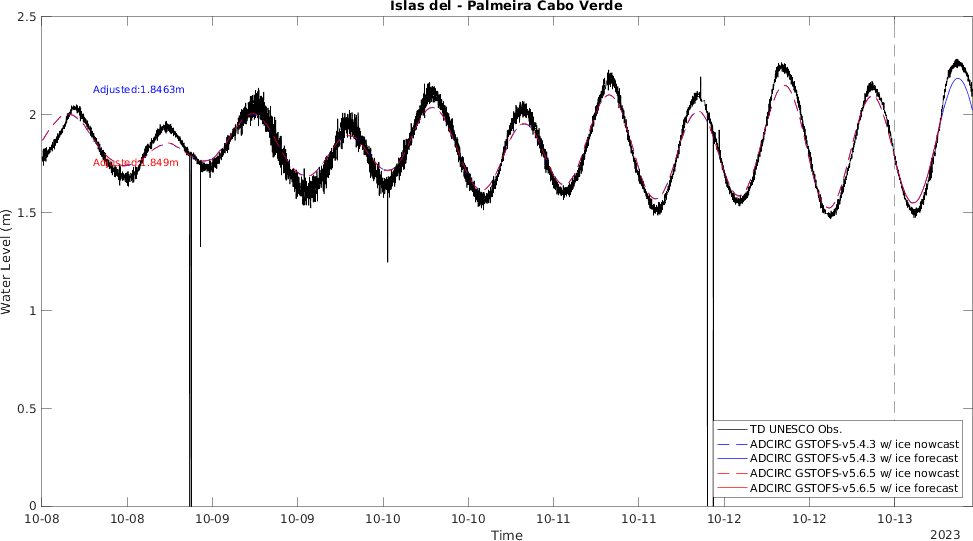 Islas del - Palmeira Cabo Verde
2.5
2
1.5
1
0.5
0
Water Level (m)
Adjusted:1.8463m
Adjusted:1.849m
TD UNESCO Obs.
ADCIRC GSTOFS-v5.4.3 w/ ice nowcast
ADCIRC GSTOFS-v5.4.3 w/ ice forecast
ADCIRC GSTOFS-v5.6.5 w/ ice nowcast
ADCIRC GSTOFS-v5.6.5 w/ ice forecast
10-08 10-08 10-09 10-09 10-10 10-10 10-11 10-11 10-12 10-12 10-13
Time
2023